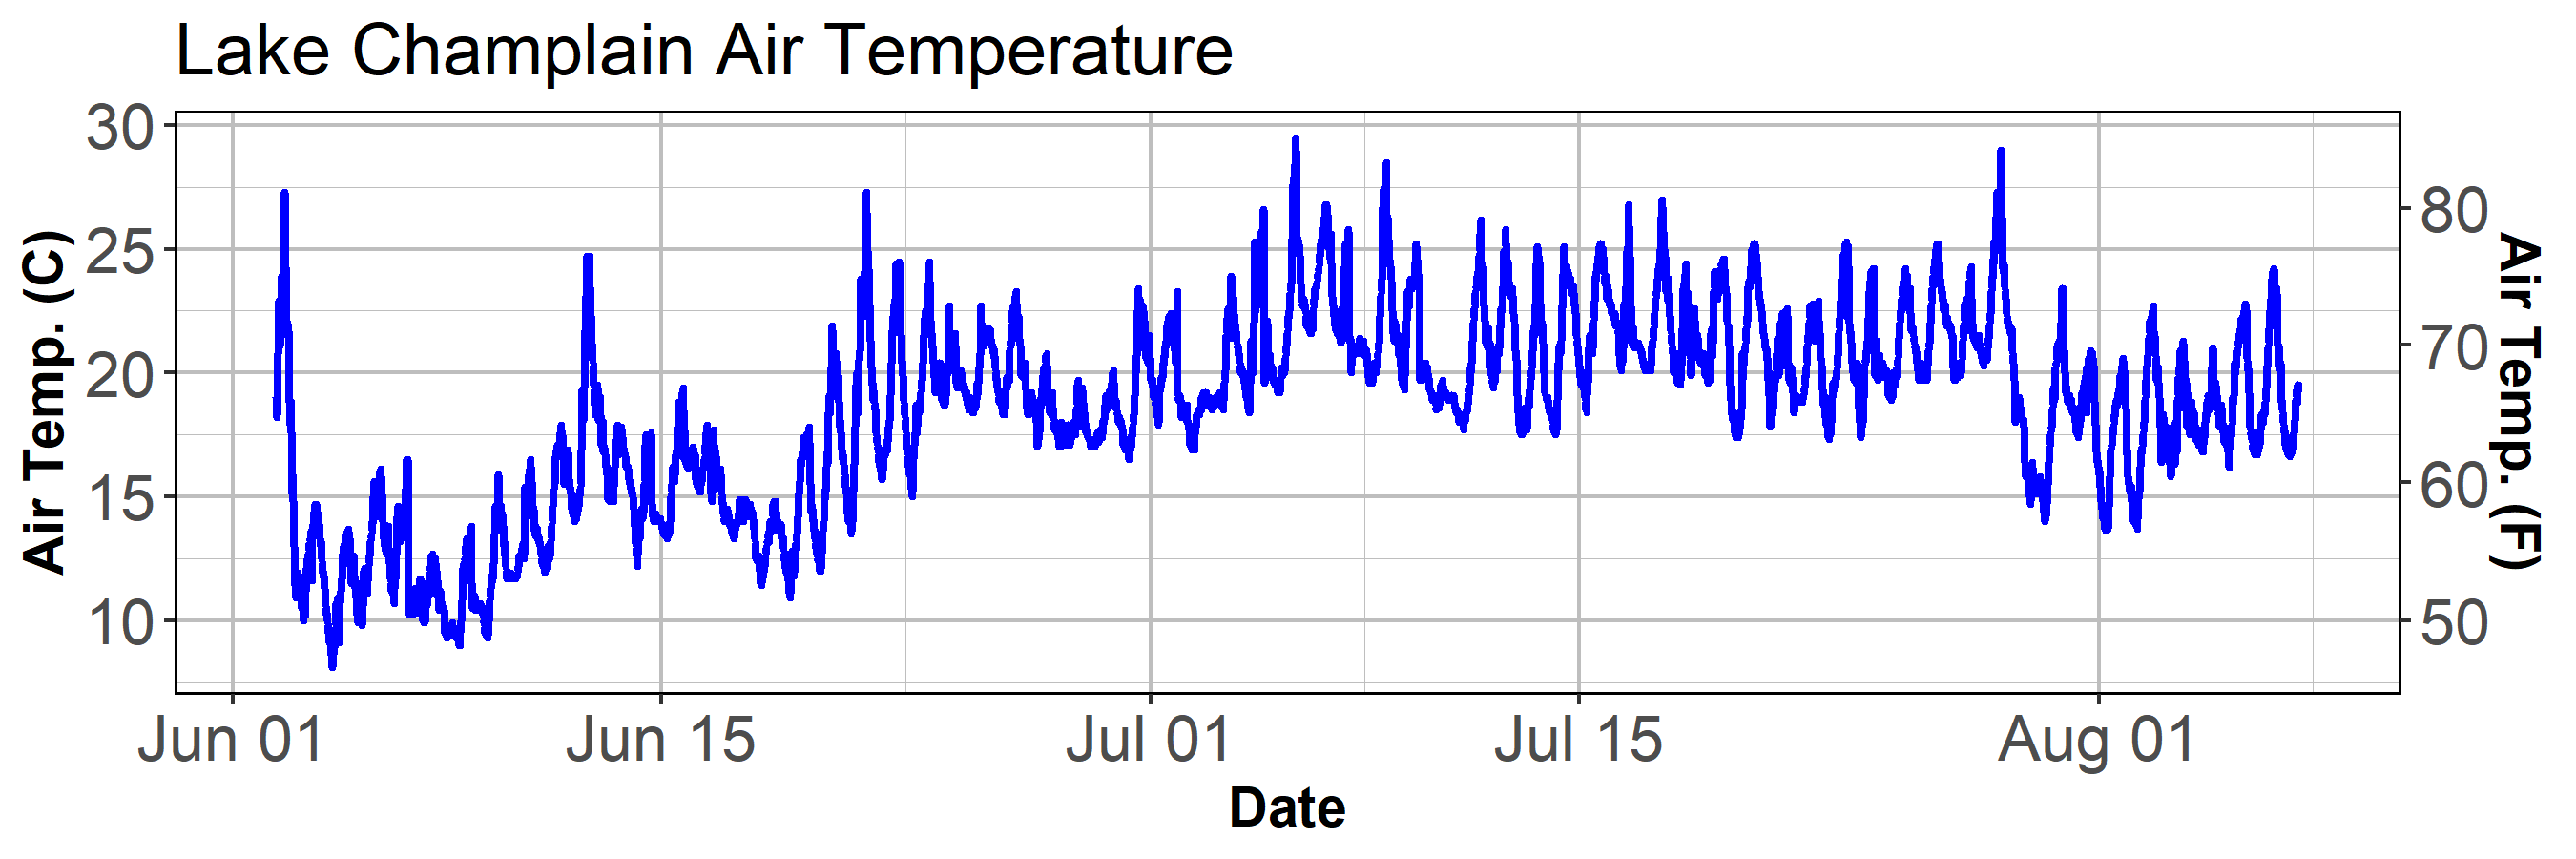 Lake Champlain Air Temperature
30
25
20
15
10
Air Temp. (C)
80
70
60
50
Air Temp. (F)
Jun 01 Jun 15 Jul 01 Jul 15 Aug 01
Date